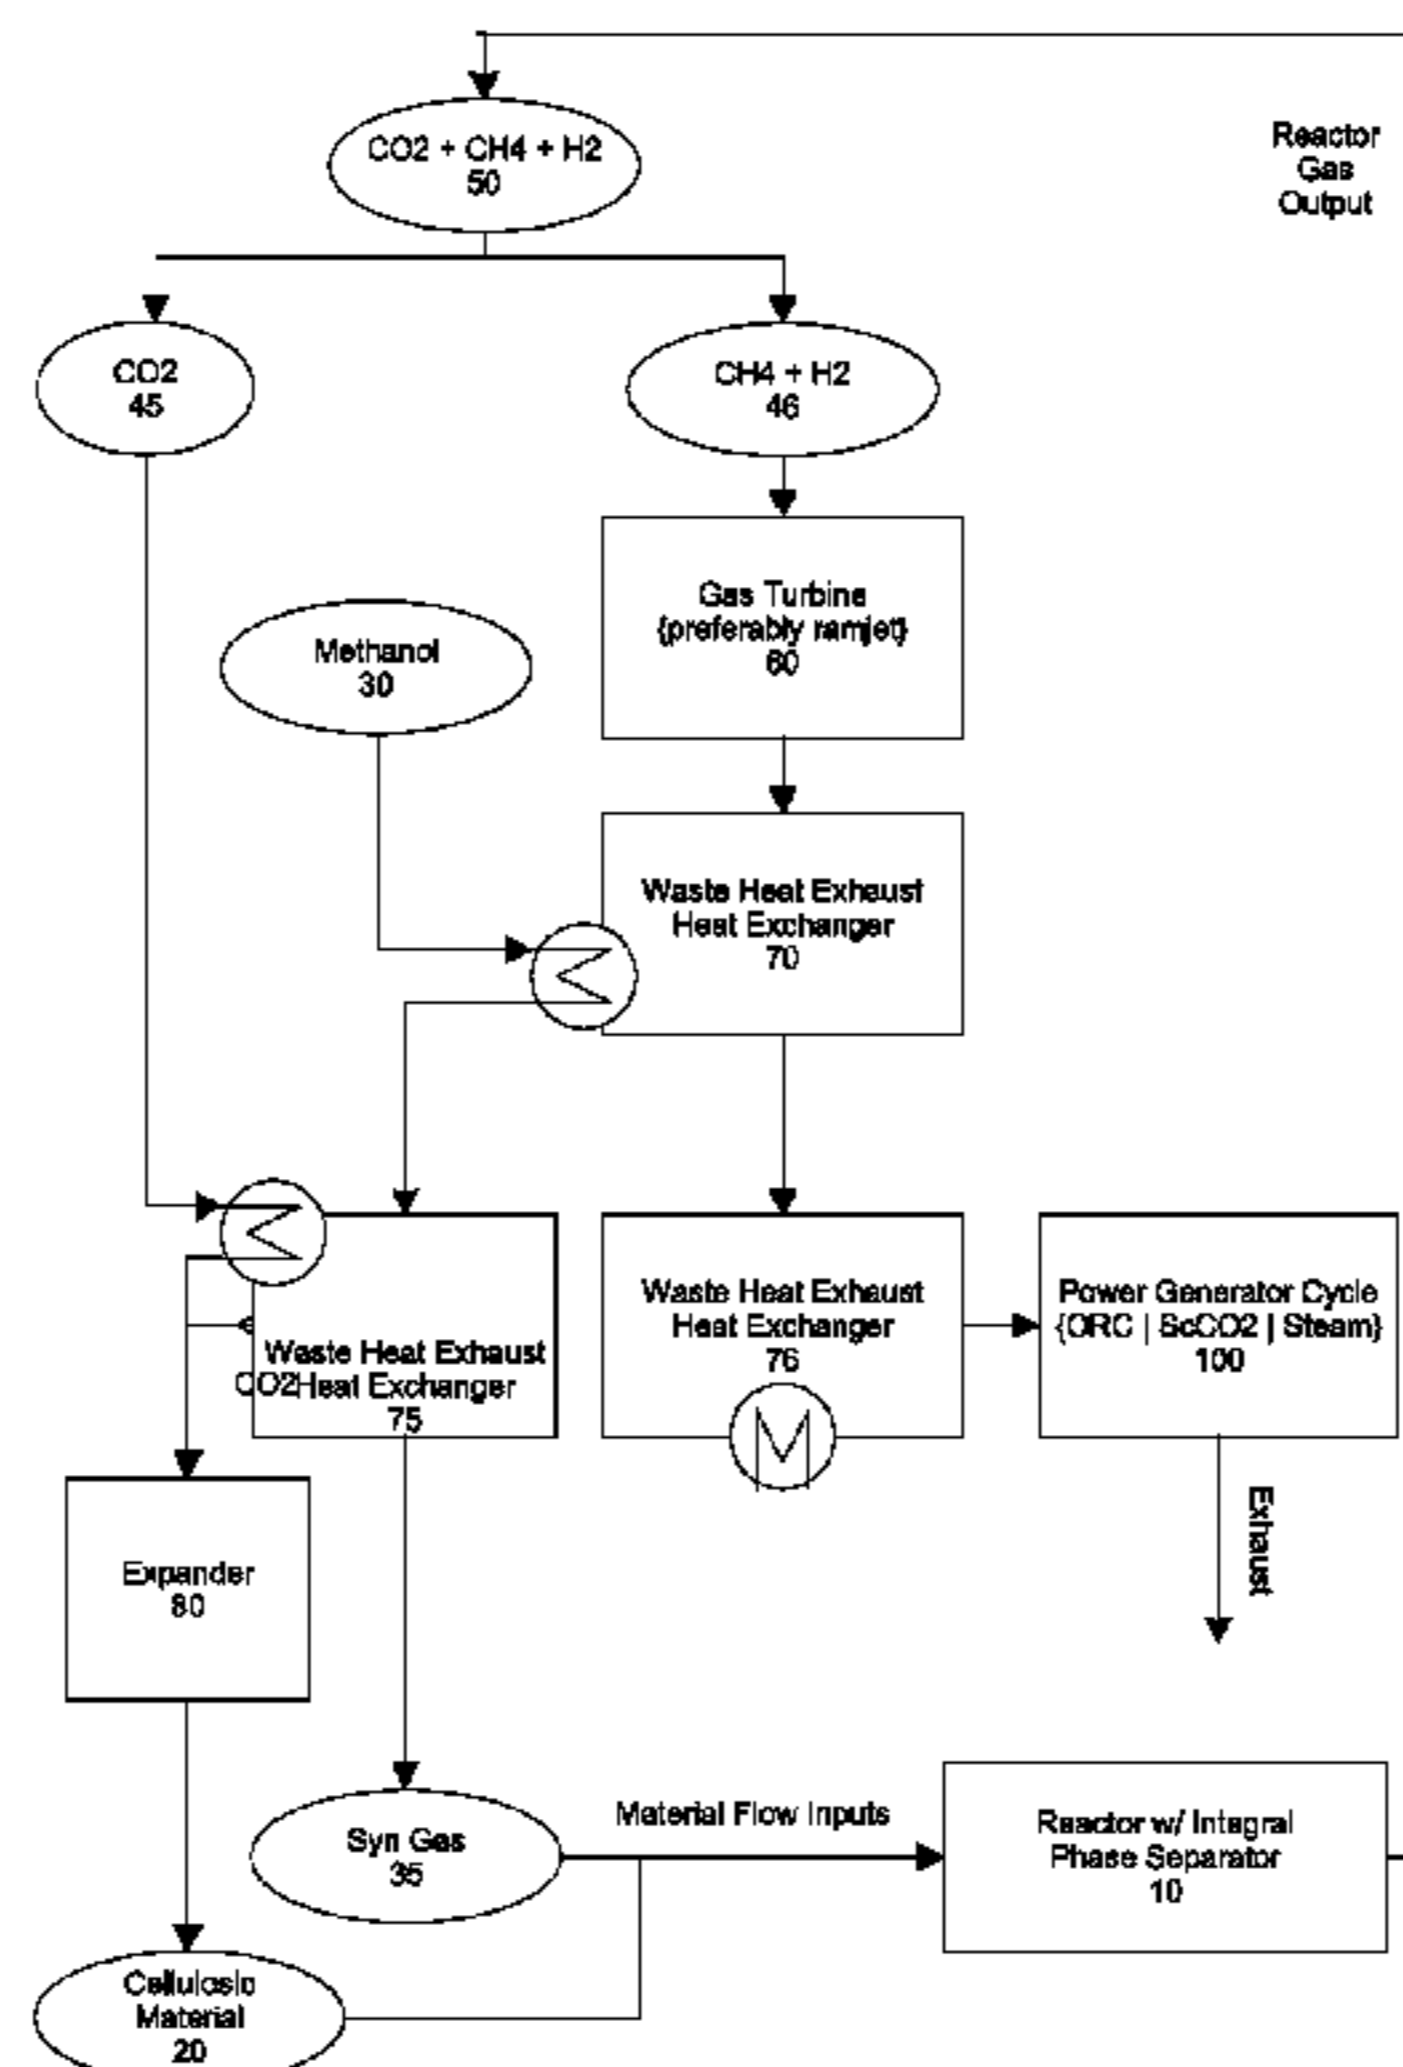 CO2 + CH4 + H2
50
Reactor
Gas
Output
CO2
45
CH4 + H2
46
Gas Turbine
{preferably ramjet}
60
Methanol
30
Waste Heat Exhaust
Heat Exchanger
70
Waste Heat Exhaust
Heat Exchanger
75
CO2
Waste Heat Exhaust
Heat Exchanger
76
Power Generator Cycle
{ORC | ScCO2 | Steam}
100
Exhaust
Expander
80
Material Flow Inputs
Syn Gas
35
Reactor w/ Integral
Phase Separator
10
Cellulosic
Material
20